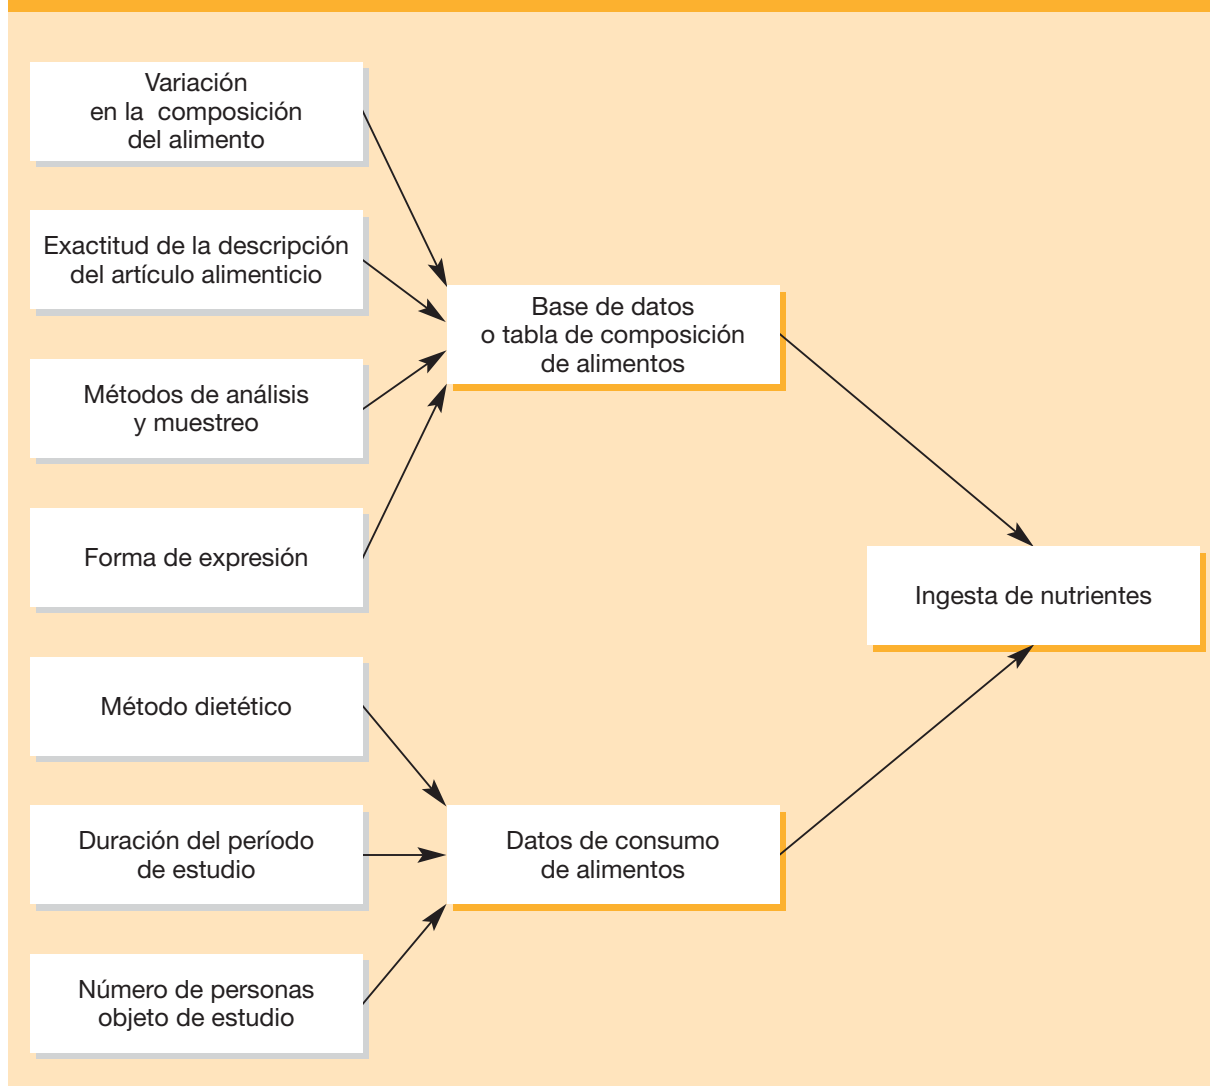 Variación
en la composición
del alimento
Exactitud de la descripción
del artículo alimenticio
Métodos de análisis
y muestreo
Forma de expresión
Método dietético
Duración del período
de estudio
Número de personas
objeto de estudio
Base de datos
o tabla de composición
de alimentos
Datos de consumo
de alimentos
Ingesta de nutrientes